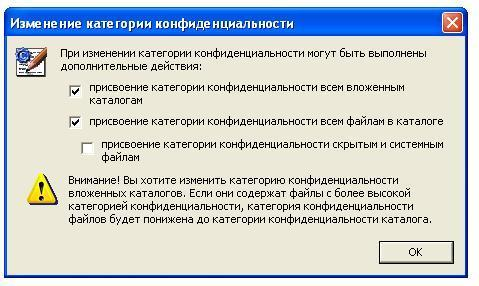 Изменение категории конфиденциальности
При изменении категории конфиденциальности могут быть выполнены
дополнительные действия:
присвоение категории конфиденциальности всем вложенным
каталогам
присвоение категории конфиденциальности всем файлам в каталоге
присвоение категории конфиденциальности скрытым и системным
файлам
Внимание! Вы хотите изменить категорию конфиденциальности
вложенных каталогов. Если они содержат файлы с более высокой
категорией конфиденциальности, категория конфиденциальности
файлов будет понижена до категории конфиденциальности каталога.
OK